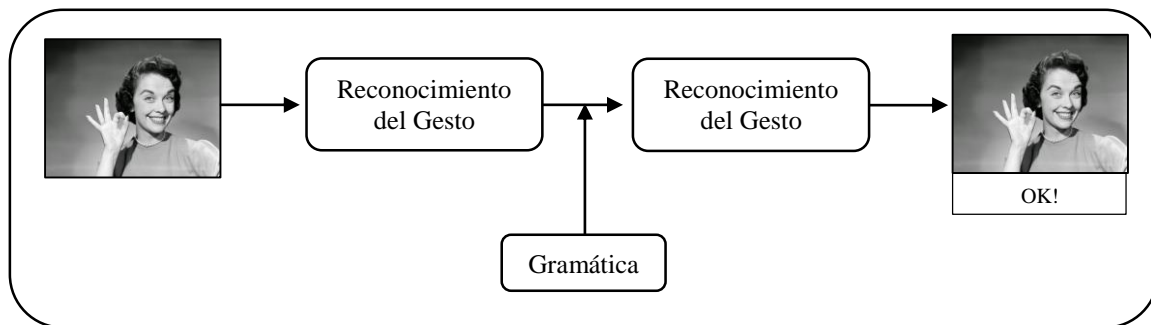 Reconocimiento
del Gesto
Reconocimiento
del Gesto
OK!
Gramática